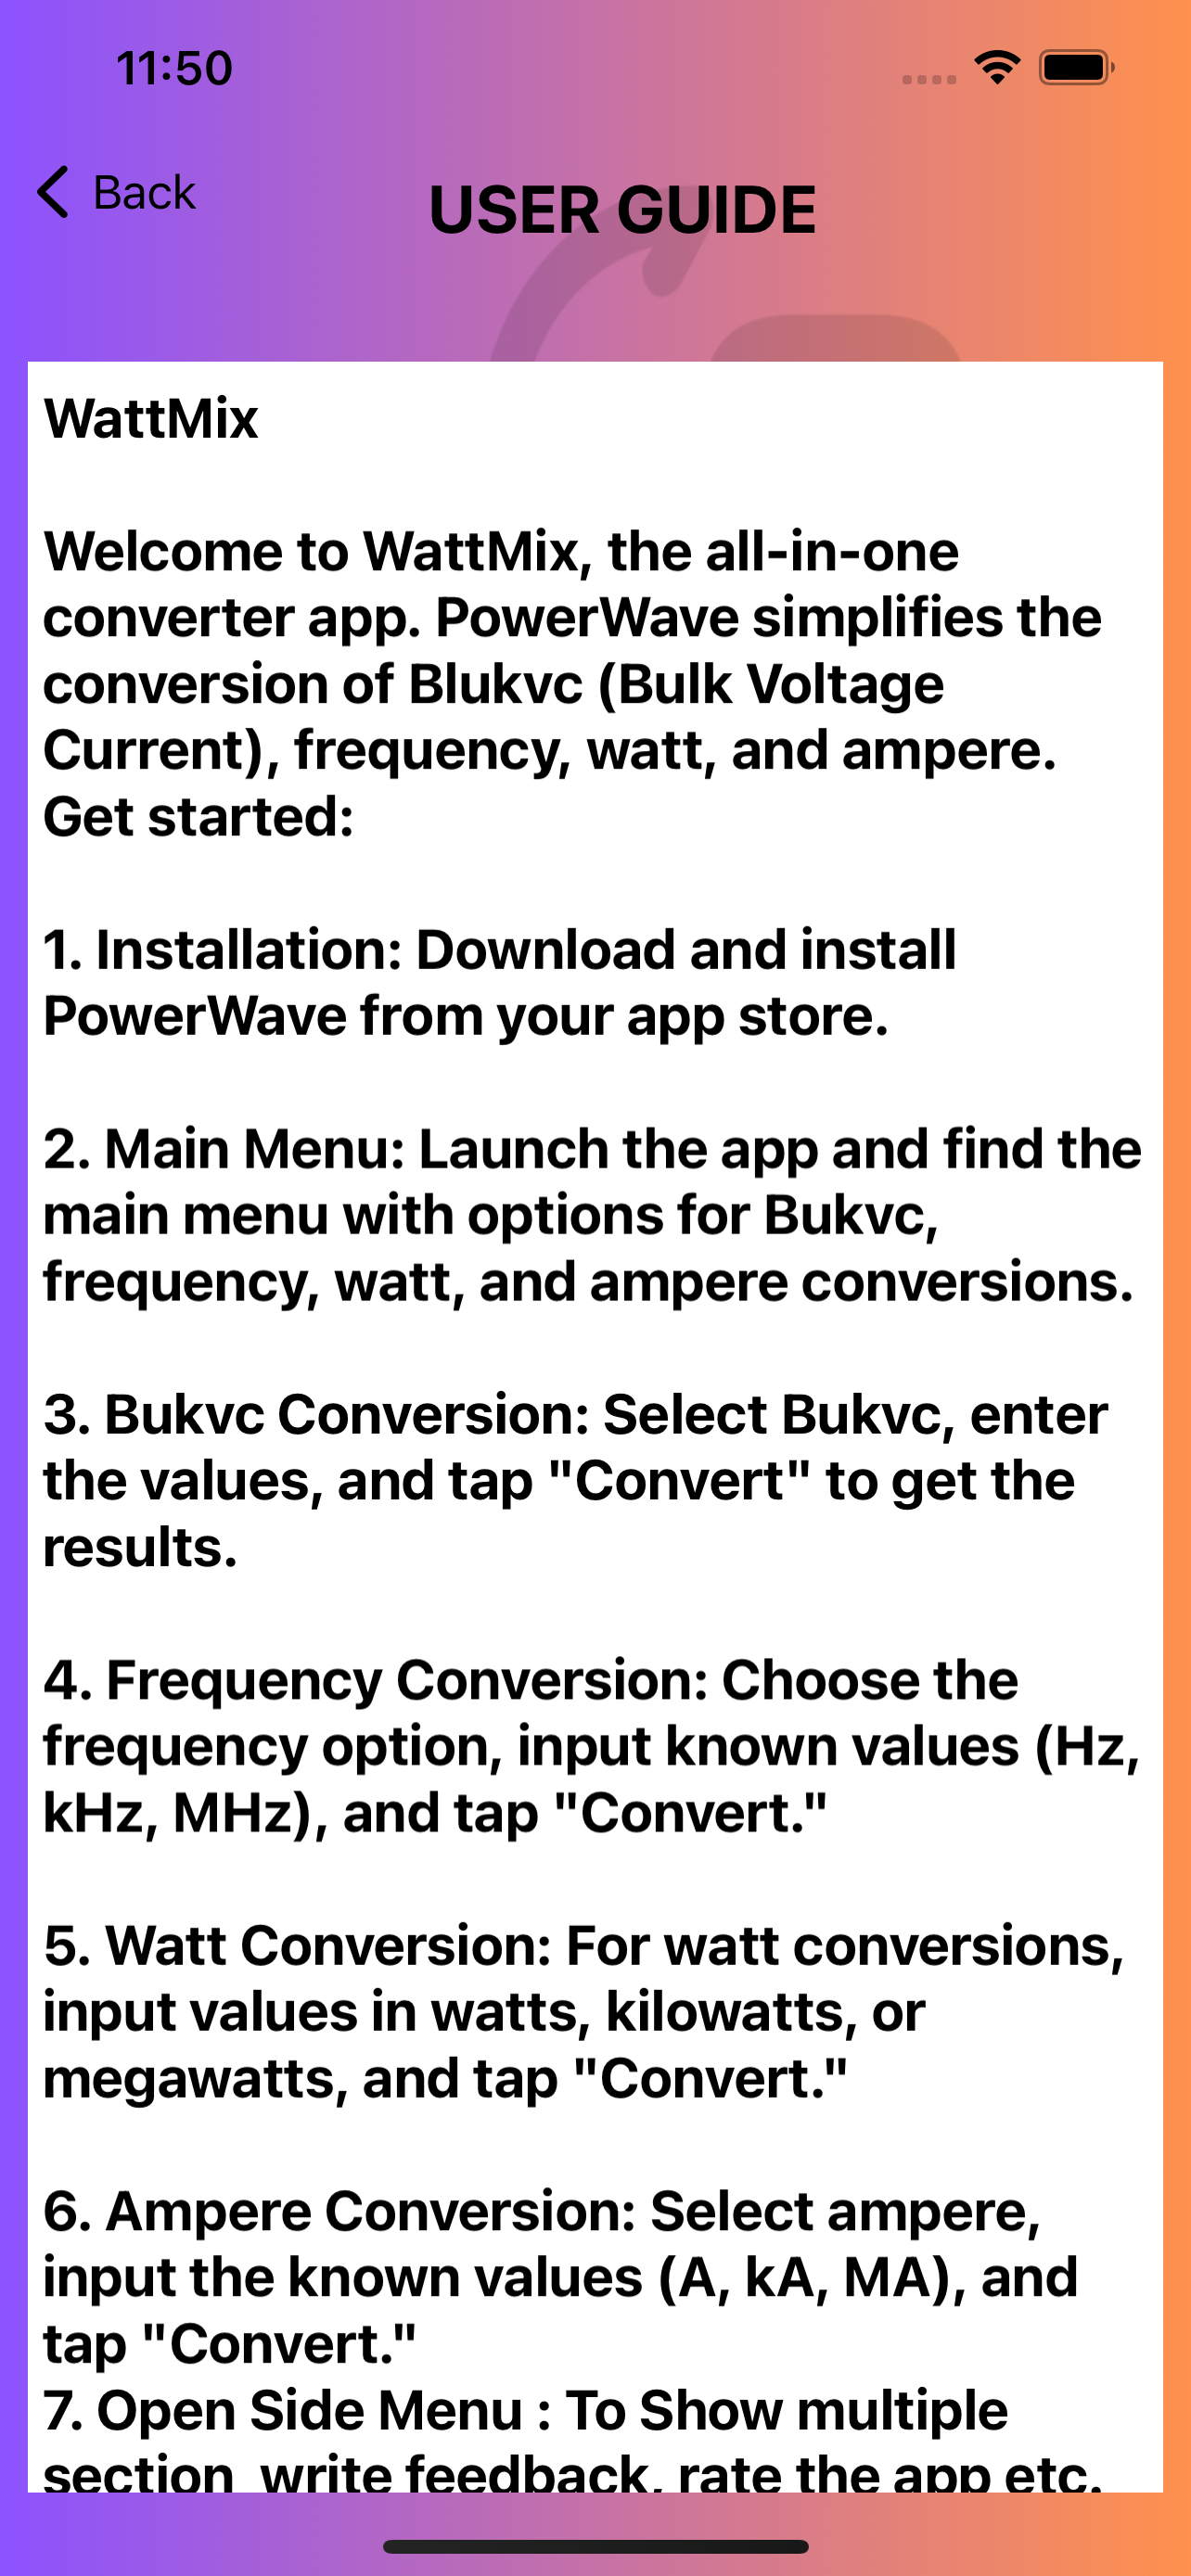 11:50
Back
USER GUIDE
WattMix
Welcome to WattMix, the all-in-one
converter app. PowerWave simplifies the
conversion of Blukvc (Bulk Voltage
Current), frequency, watt, and ampere.
Get started:
1. Installation: Download and install
PowerWave from your app store.
2. Main Menu: Launch the app and find the
main menu with options for Bukvc,
frequency, watt, and ampere conversions.
3. Bukvc Conversion: Select Bukvc, enter
the values, and tap "Convert" to get the
results.
4. Frequency Conversion: Choose the
frequency option, input known values (Hz,
kHz, MHz), and tap "Convert."
5. Watt Conversion: For watt conversions,
input values in watts, kilowatts, or
megawatts, and tap "Convert."
6. Ampere Conversion: Select ampere,
input the known values (A, kA, MA), and
tap "Convert."
7. Open Side Menu : To Show multiple
section write feedback, rate the app etc.